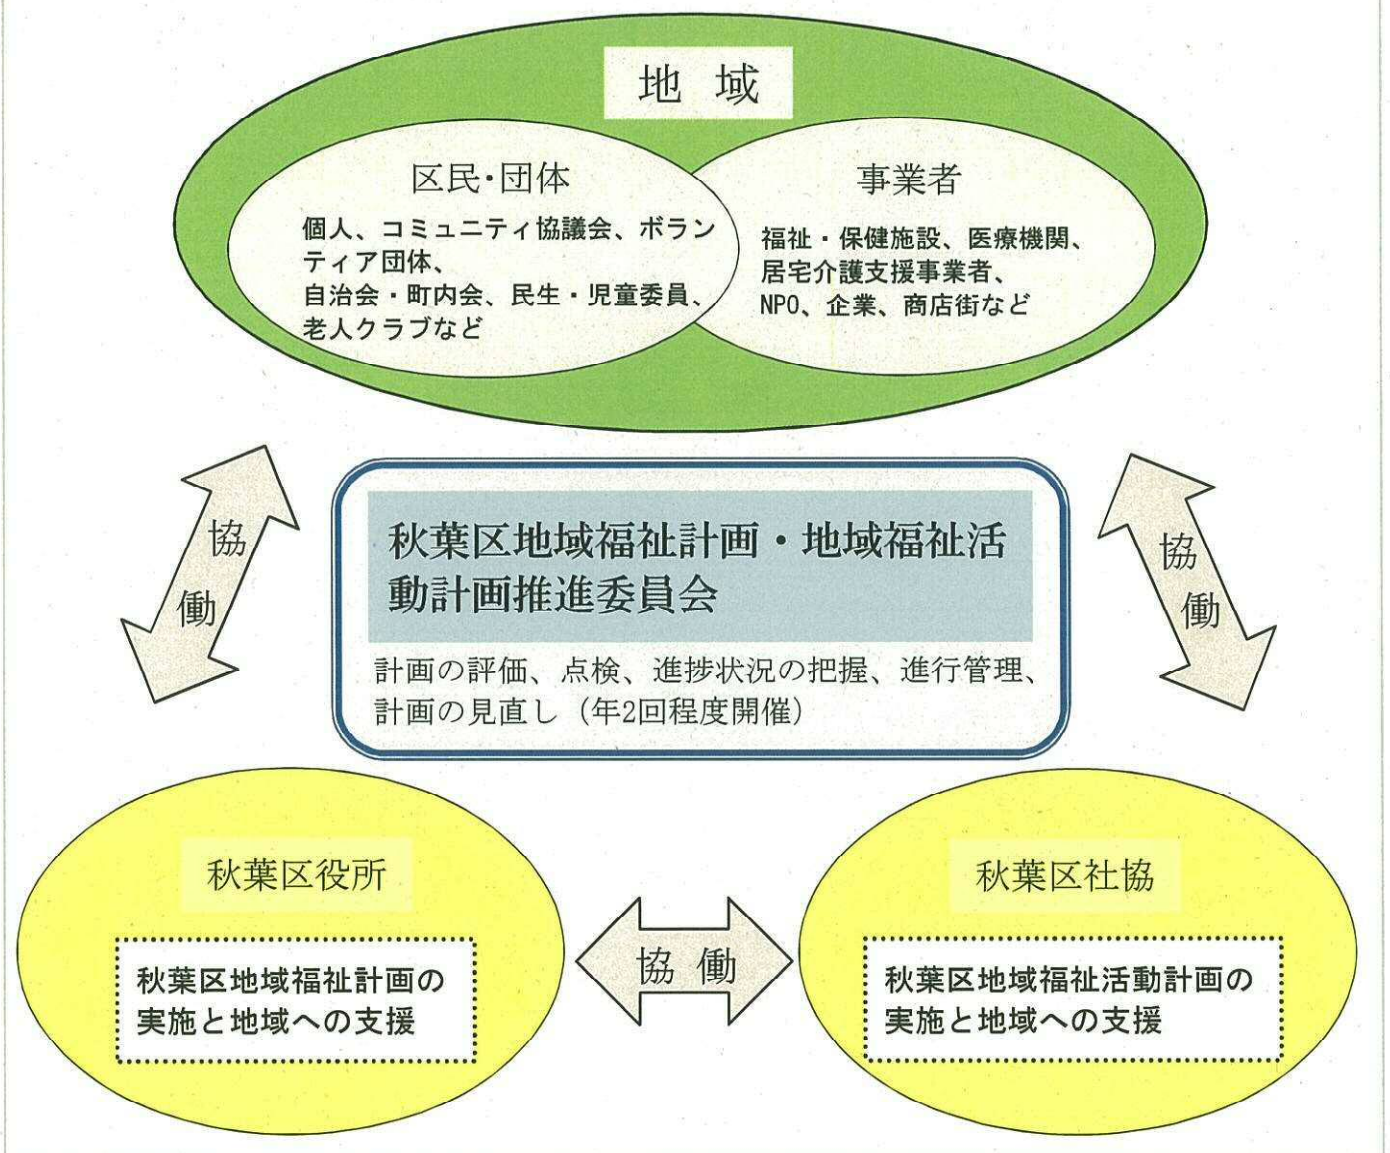 地域
区民・団体
個人、コミュニティ協議会、ボラン
ティア団体、
自治会・町内会、民生・児童委員、
老人クラブなど
事業者
福祉・保健施設、医療機関、
居宅介護支援事業者、
NPO、企業、商店街など
協
働
秋葉区地域福祉計画・地域福祉活
動計画推進委員会
計画の評価、点検、進捗状況の把握、進行管理、
計画の見直し（年2回程度開催）
協
働
秋葉区役所
秋葉区地域福祉計画の
実施と地域への支援
協働
秋葉区社協
秋葉区地域福祉活動計画の
実施と地域への支援